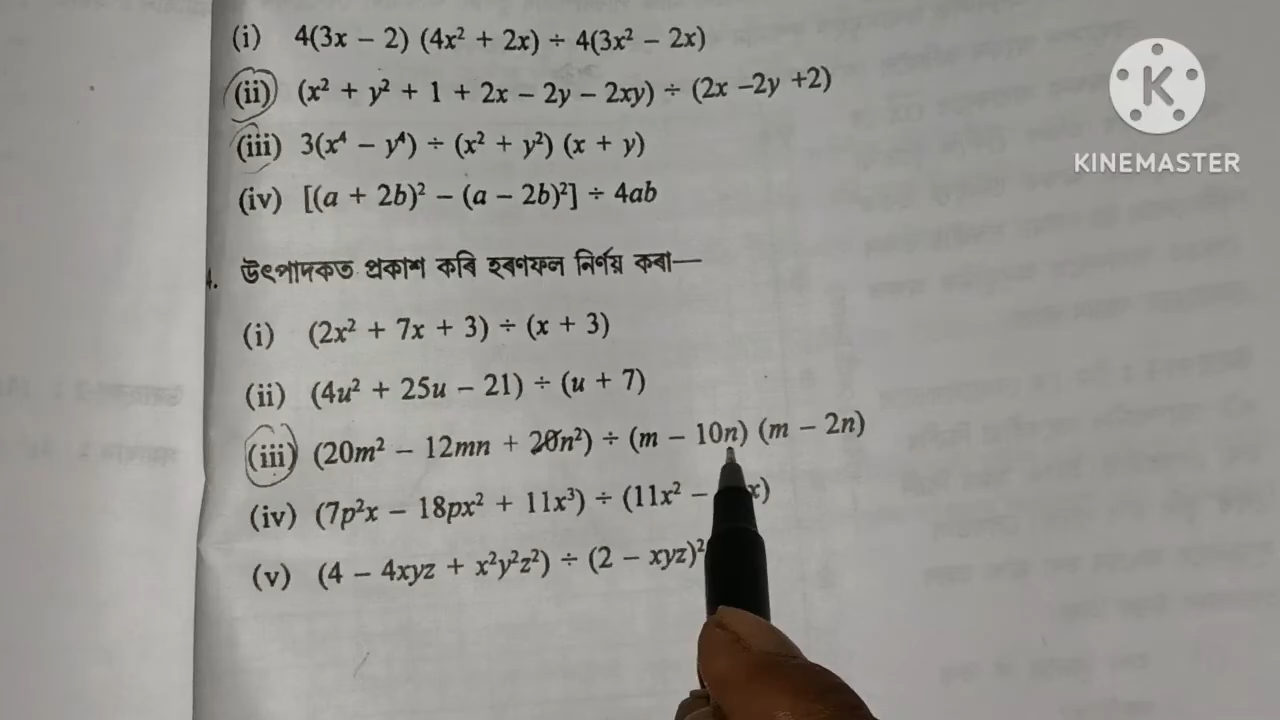 (i) 4(3x – 2) (4x² + 2x) ÷ 4(3x² – 2x)
(ii) (x² + y² + 1 + 2x – 2y – 2xy) ÷ (2x –2y +2)
(iii) 3(x⁴ – y⁴) ÷ (x² + y²) (x + y)
(iv) [(a + 2b)² – (a – 2b)²] ÷ 4ab
4. উৎপাদকত প্ৰকাশ কৰি হৰণফল নিৰ্ণয় কৰা—
(i) (2x² + 7x + 3) ÷ (x + 3)
(ii) (4u² + 25u – 21) ÷ (u + 7)
(iii) (20m² – 12mn + 20n²) ÷ (m – 10n) (m – 2n)
(iv) (7p²x – 18px² + 11x³) ÷ (11x² – x)
(v) (4 – 4xyz + x²y²z²) ÷ (2 – xyz)²
K
KINEMASTER